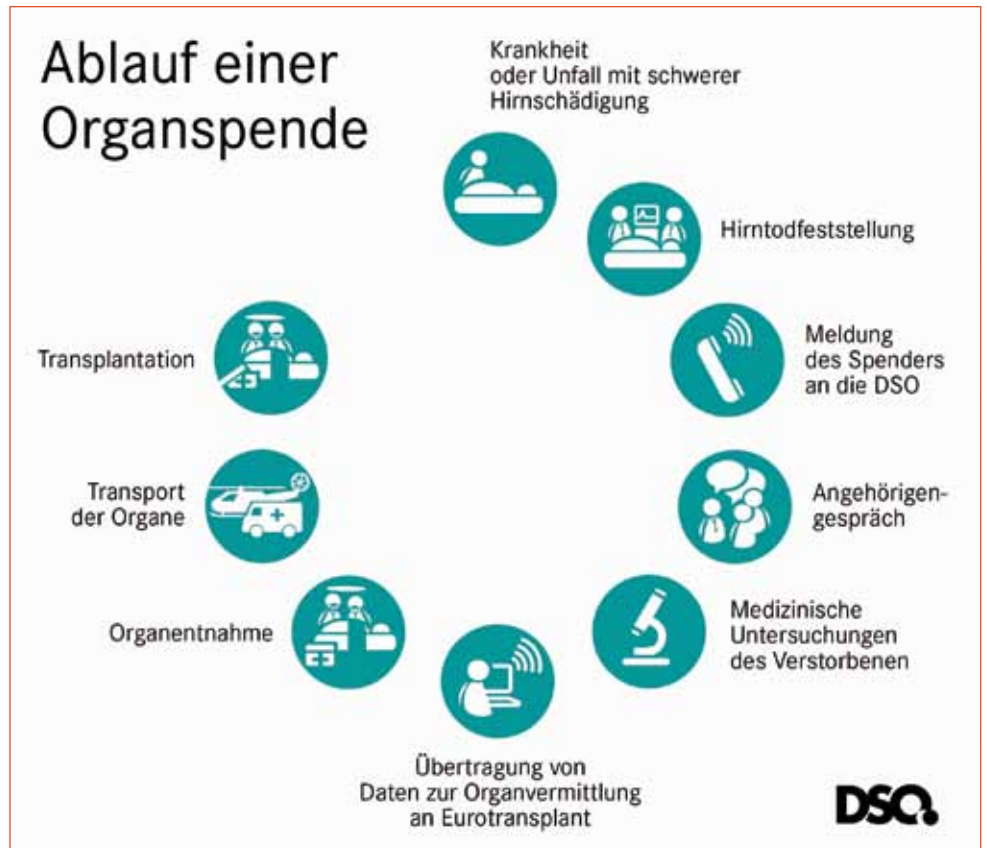 Ablauf einer
Organspende
Krankheit
oder Unfall mit schwerer
Hirnschädigung
Hirntodfeststellung
Meldung
des Spenders
an die DSO
Angehörigen-
gespräch
Medizinische
Untersuchungen
des Verstorbenen
Übertragung von
Daten zur Organvermittlung
an Eurotransplant
Organentnahme
Transport
der Organe
Transplantation
DSO.